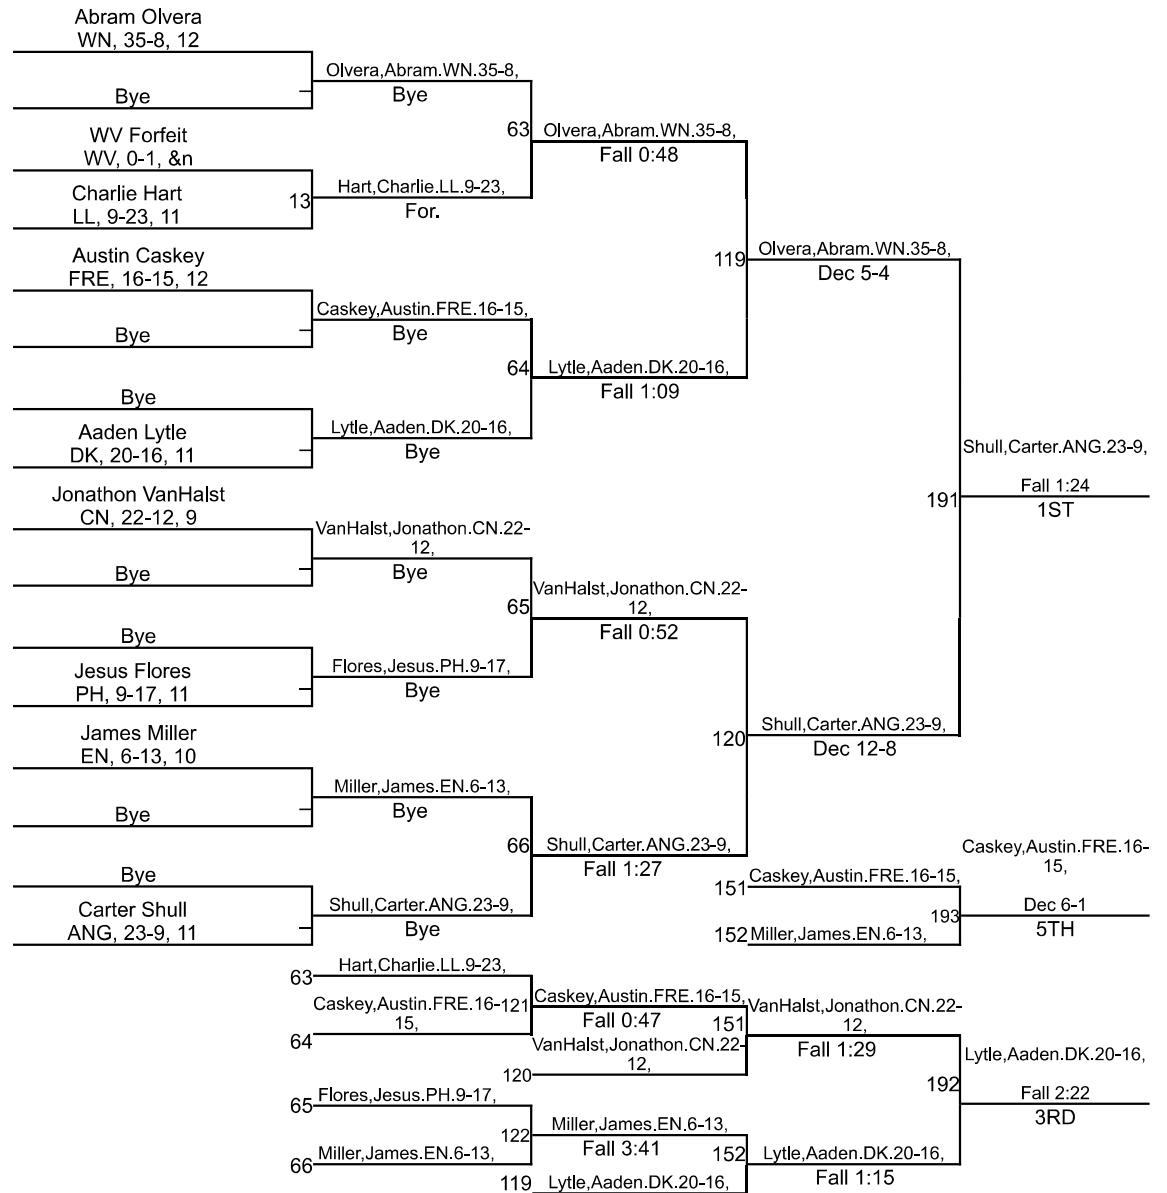 Abram Olvera
WN, 35-8, 12
Bye
WV Forfeit
WV, 0-1, &n
Charlie Hart
LL, 9-23, 11
13
Austin Caskey
FRE, 16-15, 12
Bye
Bye
Aaden Lytle
DK, 20-16, 11
Jonathon VanHalst
CN, 22-12, 9
Bye
Bye
Jesus Flores
PH, 9-17, 11
James Miller
EN, 6-13, 10
Bye
Bye
Carter Shull
ANG, 23-9, 11
Olvera,Abram.WN.35-8,
Bye
63
Hart,Charlie.LL.9-23,
For.
Caskey,Austin.FRE.16-15,
Bye
64
Lytle,Aaden.DK.20-16,
Bye
VanHalst,Jonathon.CN.22-
12,
Bye
65
Flores,Jesus.PH.9-17,
Bye
Miller,James.EN.6-13,
Bye
66
Shull,Carter.ANG.23-9,
Bye
Olvera,Abram.WN.35-8,
Fall 0:48
119
Lytle,Aaden.DK.20-16,
Fall 1:09
VanHalst,Jonathon.CN.22-
12,
Fall 0:52
120
Shull,Carter.ANG.23-9,
Fall 1:27
Olvera,Abram.WN.35-8,
Dec 5-4
191
Shull,Carter.ANG.23-9,
Dec 12-8
Shull,Carter.ANG.23-9,
Fall 1:24
1ST
151
Caskey,Austin.FRE.16-15,
193
152
Miller,James.EN.6-13,
Caskey,Austin.FRE.16-
15,
Dec 6-1
5TH
63
Hart,Charlie.LL.9-23,
121
64
Caskey,Austin.FRE.16-
15,
Caskey,Austin.FRE.16-15,
Fall 0:47
151
120
VanHalst,Jonathon.CN.22-
12,
VanHalst,Jonathon.CN.22-
12,
Fall 1:29
192
65
Flores,Jesus.PH.9-17,
122
66
Miller,James.EN.6-13,
Miller,James.EN.6-13,
Fall 3:41
152
119
Lytle,Aaden.DK.20-16,
Lytle,Aaden.DK.20-16,
Fall 1:15
Lytle,Aaden.DK.20-16,
Fall 2:22
3RD